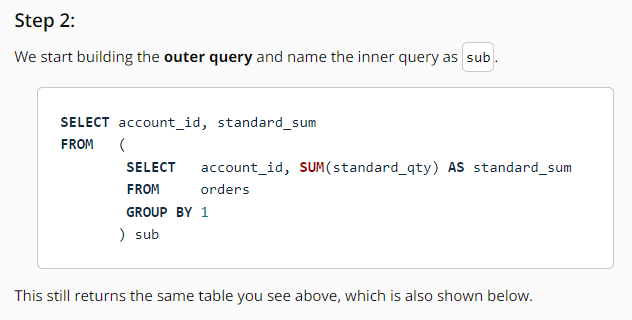 Step 2:
We start building the outer query and name the inner query as sub.
SELECT account_id, standard_sum
FROM (
SELECT account_id, SUM(standard_qty) AS standard_sum
FROM orders
GROUP BY 1
) sub
This still returns the same table you see above, which is also shown below.